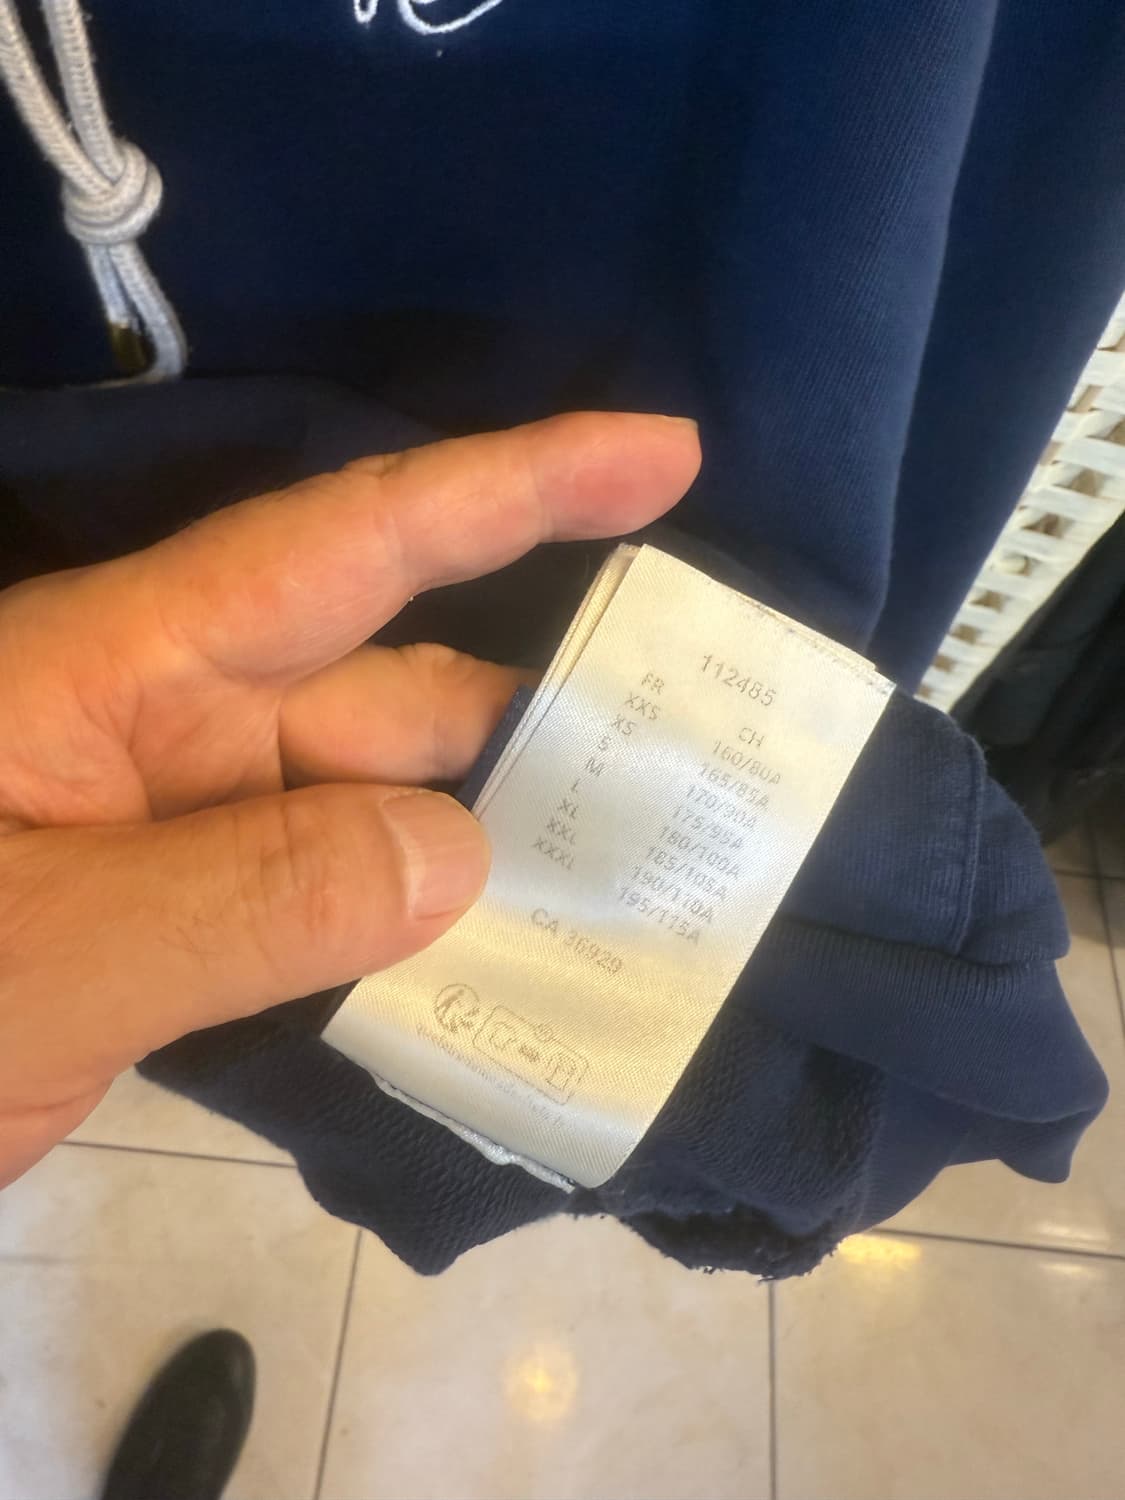 112485
FR CH
XXS 160/80A
XS 165/85A
S 170/90A
M 175/95A
L 180/100A
XL 185/105A
XXL 190/110A
XXXL 195/115A
CA 36929